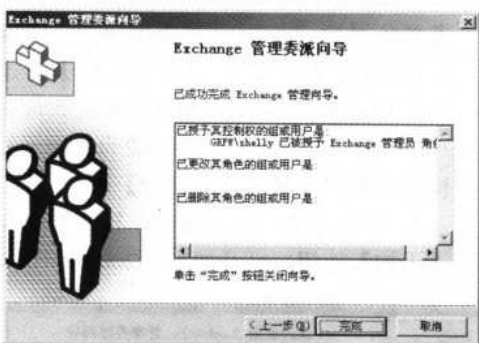 Exchange 管理委派向导
Exchange 管理委派向导
已成功完成 Exchange 管理向导。
已授予其控制权的组或用户是:
GRFW\shelly 已被授予 Exchange 管理员 角
已更改其角色的组或用户是:
已删除其角色的组或用户是:
单击“完成”按钮关闭向导。
<上一步(B) 完成 取消